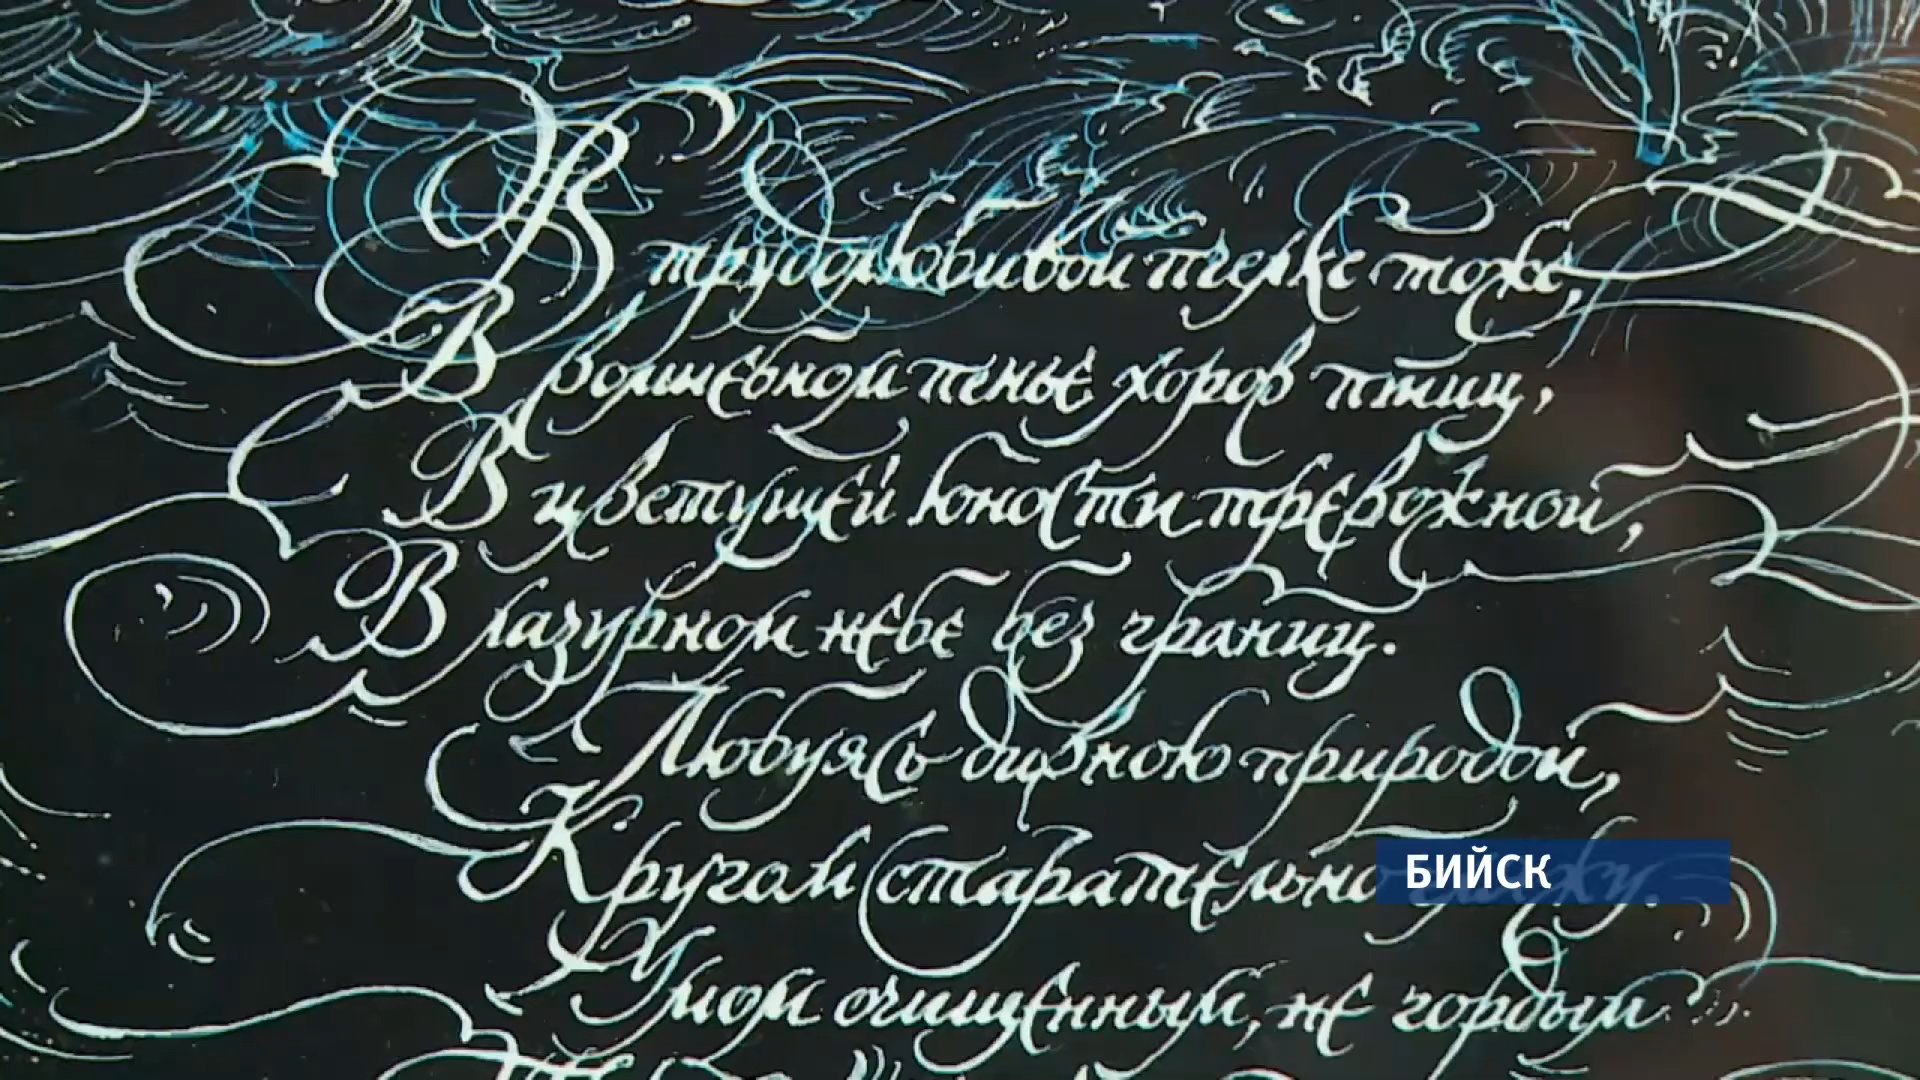 В трудолюбивой пчелке тоже,
В волшебном пенье хоров птиц,
В цветущей юности тревожной,
В лазурном небе без границ.
Любуясь дивною природой,
Кругом старательно
БИЙСК
Умом очищенным, не гордым